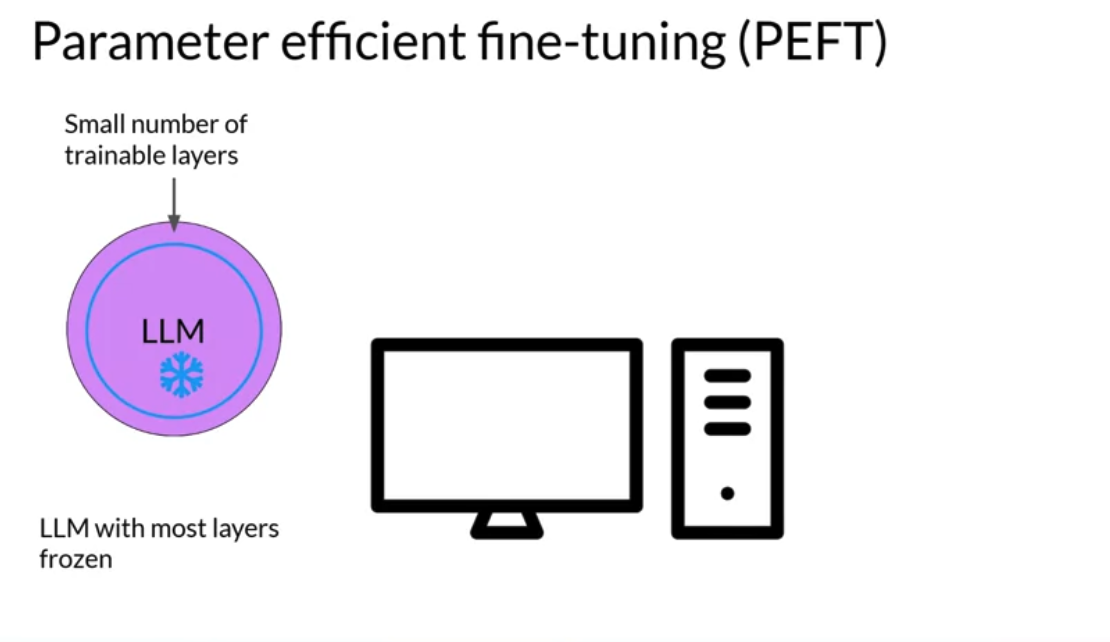 Parameter efficient fine-tuning (PEFT)
Small number of
trainable layers
LLM
LLM with most layers
frozen